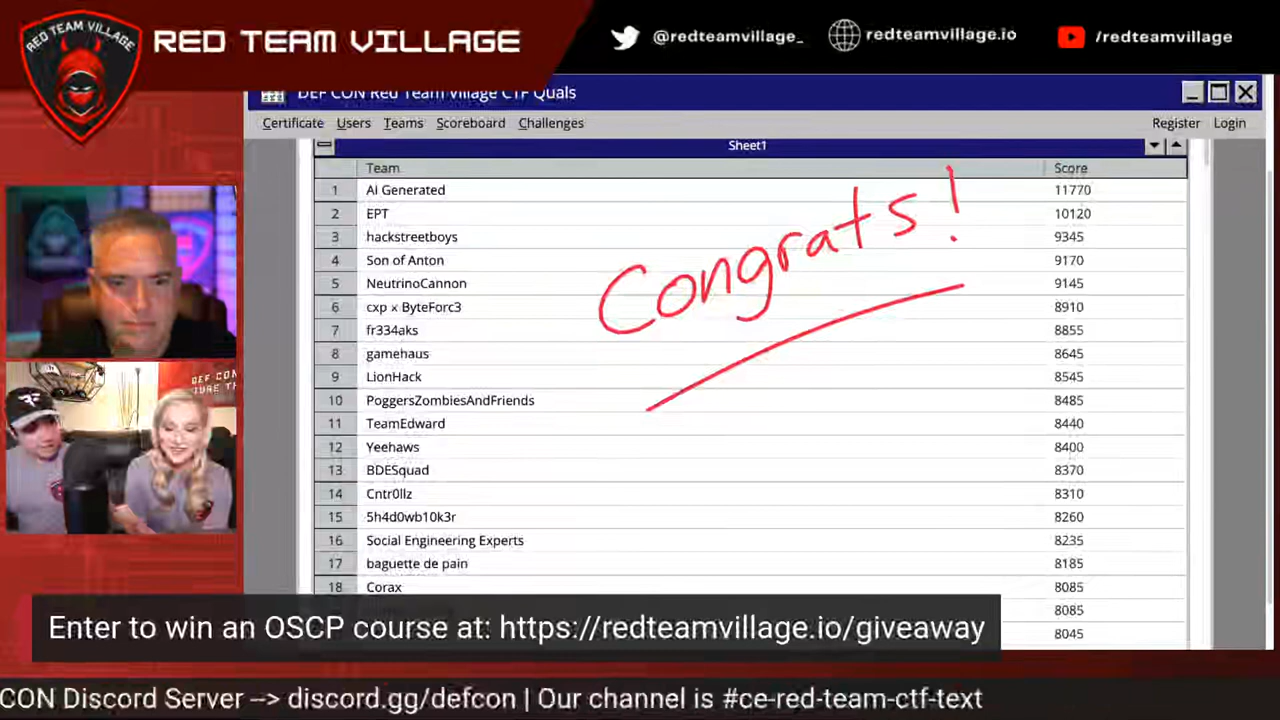 RED TEAM VILLAGE
RED TEAM VILLAGE
@redteamvillage_
redteamvillage.io
/redteamvillage
DEF CON Red Team Village CTF Quals
Certificate Users Teams Scoreboard Challenges Register Login
Sheet1
Team Score
1 Ai Generated 11770
2 EPT 10120
3 hackstreetboys 9345
4 Son of Anton 9170
5 NeutrinoCannon 9145
6 cxp x ByteForc3 8910
7 fr334aks 8855
8 gamehaus 8645
9 LionHack 8545
10 PoggersZombiesAndFriends 8485
11 TeamEdward 8440
12 Yeehaws 8400
13 BDESquad 8370
14 Cntr0llz 8310
15 5h4d0wb10k3r 8260
16 Social Engineering Experts 8235
17 baguette de pain 8185
18 Corax 8085
8085
8045
Congrats!
DEF CON
Enter to win an OSCP course at: https://redteamvillage.io/giveaway
CON Discord Server --> discord.gg/defcon | Our channel is #ce-red-team-ctf-text